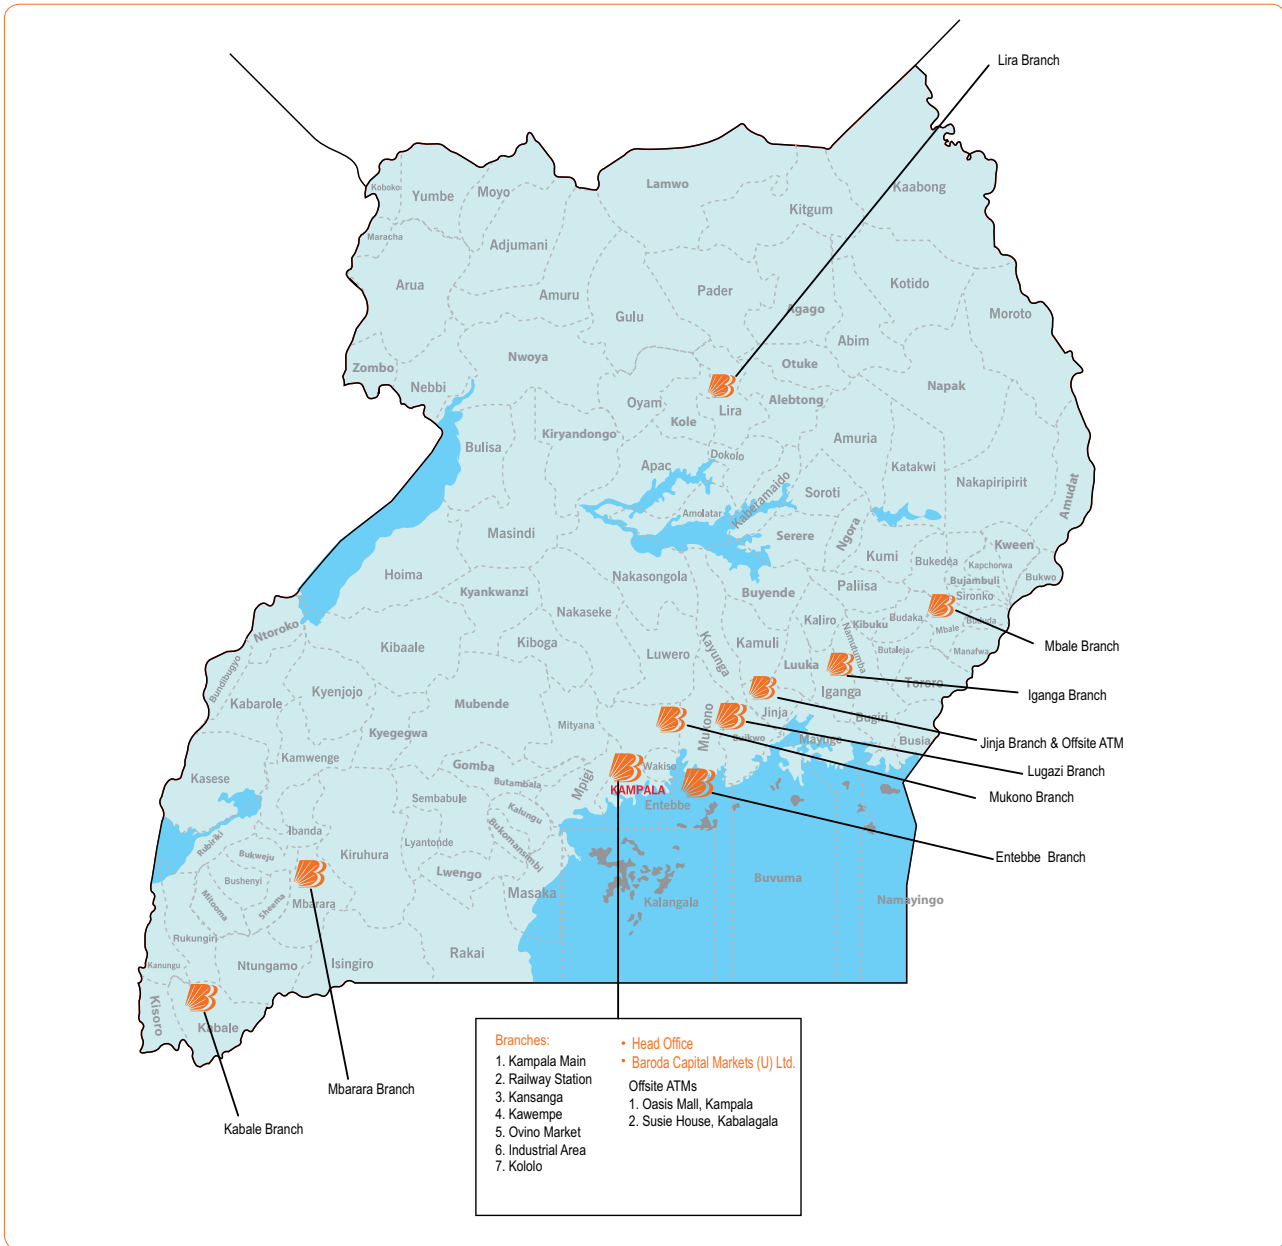 Lira Branch
Koboko
Yumbe
Moyo
Lamwo
Kaabong
Kitgum
Maracha
Adjumani
Arua
Amuru
Pader
Kotido
Gulu
Agago
Moroto
Abim
Nwoya
Zombo
Otuke
Nebbi
Napak
Oyam
Lira
Alebtong
Kole
Kiryandongo
Amuria
Bulisa
Dokolo
Apac
Katakwi
Nakapiripirit
Amudat
Kaberamaido
Soroti
Amolatar
Masindi
Serere
Ngora
Kumi
Kween
Bukedea
Kapchorwa
Hoima
Nakasongola
Bujambuli
Bukwo
Kyankwanzi
Buyende
Paliisa
Sironko
Nakaseke
Kaliro
Kibuku
Budaka
Bududa
Ntoroko
Mbale
Kibaale
Kiboga
Kayunga
Kamuli
Namutumba
Butaleja
Manafwa
Mbale Branch
Luwero
Luuka
Bundibugyo
Kyenjojo
Iganga
Tororo
Iganga Branch
Kabarole
Mubende
Mityana
Mukono
Jinja
Bugiri
Kyegegwa
Buikwo
Mayuge
Busia
Jinja Branch & Offsite ATM
Kamwenge
Gomba
Wakiso
Lugazi Branch
Kasese
Butambala
Mpigi
KAMPALA
Mukono Branch
Sembabule
Kalungu
Entebbe
Rubiriki
Ibanda
Lyantonde
Bukomansimbi
Bukweju
Kiruhura
Entebbe Branch
Bushenyi
Lwengo
Buvuma
Mitooma
Sheema
Mbarara
Masaka
Kalangala
Namayingo
Rukungiri
Rakai
Kanungu
Ntungamo
Isingiro
Kisoro
Kabale
Mbarara Branch
Kabale Branch
Branches:
1. Kampala Main
2. Railway Station
3. Kansanga
4. Kawempe
5. Ovino Market
6. Industrial Area
7. Kololo
• Head Office
• Baroda Capital Markets (U) Ltd.
Offsite ATMs
1. Oasis Mall, Kampala
2. Susie House, Kabalagala